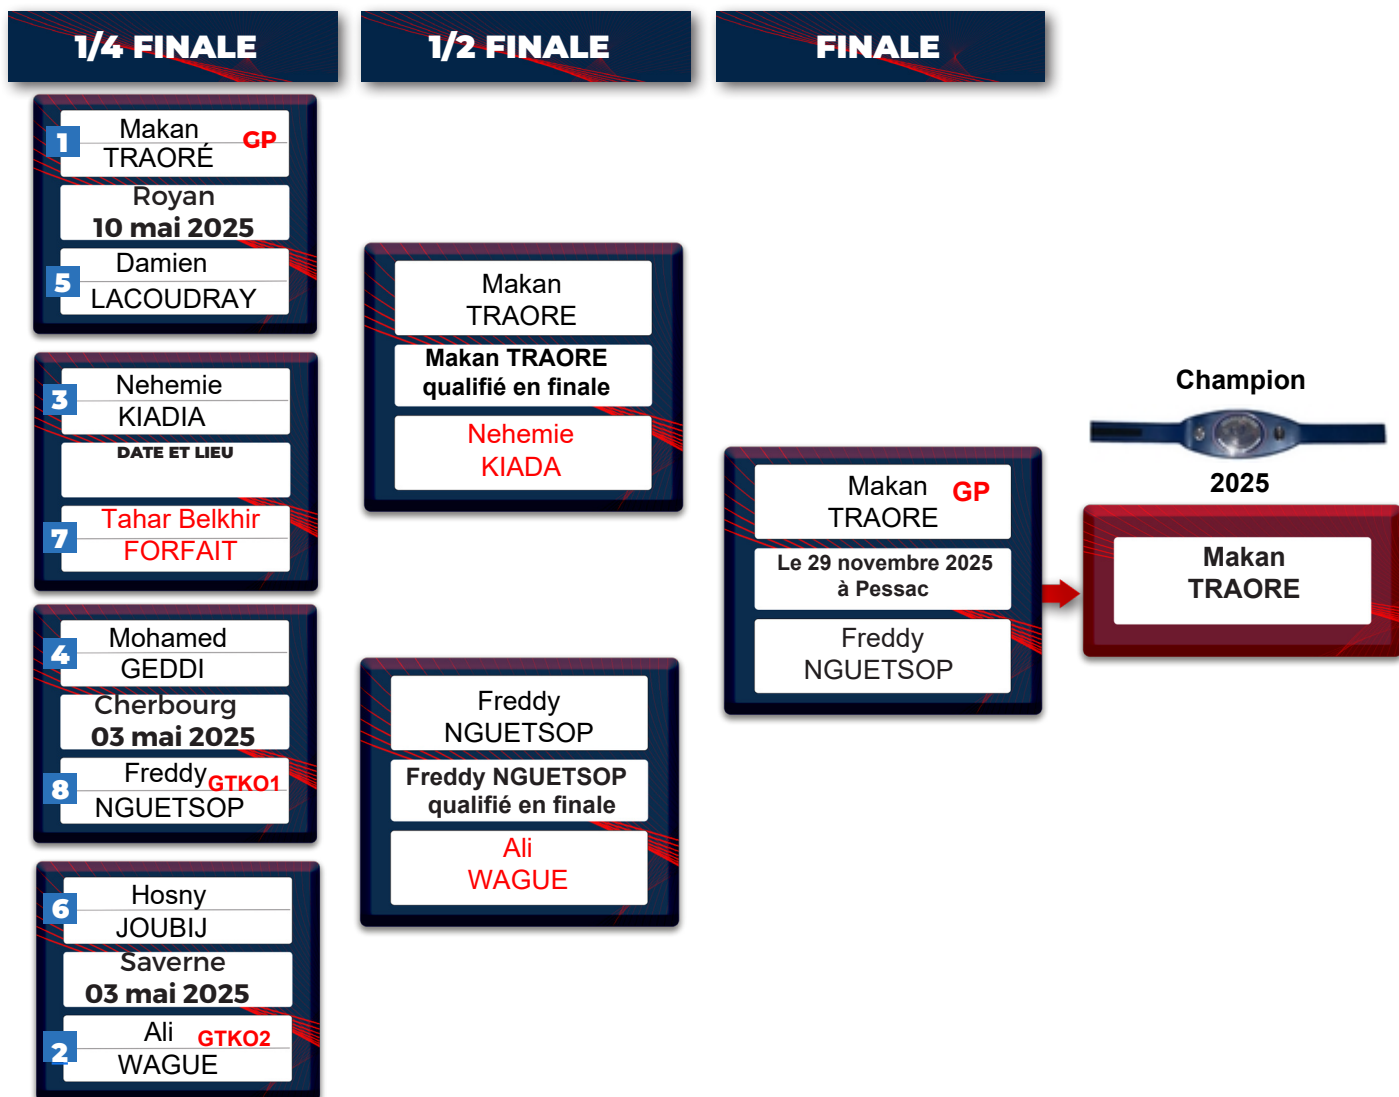 1/4 FINALE
1/2 FINALE
FINALE
1
Makan
TRAORÉ
GP
Royan
10 mai 2025
5
Damien
LACOUDRAY
3
Nehemie
KIADIA
DATE ET LIEU
7
Tahar Belkhir
FORFAIT
4
Mohamed
GEDDI
Cherbourg
03 mai 2025
8
Freddy
NGUETSOP
GTKO1
6
Hosny
JOUBIJ
Saverne
03 mai 2025
2
Ali
WAGUE
GTKO2
Makan
TRAORE
Makan TRAORE
qualifié en finale
Nehemie
KIADA
Freddy
NGUETSOP
Freddy NGUETSOP
qualifié en finale
Ali
WAGUE
Makan
TRAORE
GP
Le 29 novembre 2025
à Pessac
Freddy
NGUETSOP
Champion
2025
Makan
TRAORE